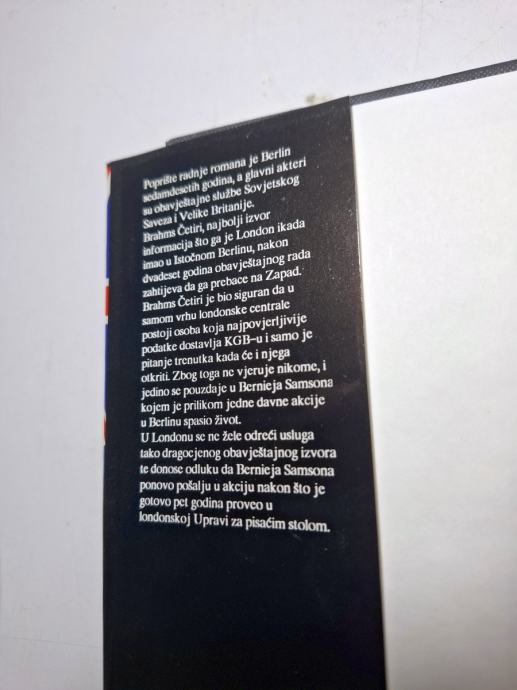 Poprište radnje romana je Berlin
sedamdesetih godina, a glavni akteri
su obavještajne službe Sovjetskog
Saveza i Velike Britanije.
Brahms Četiri, najbolji izvor
informacija što ga je London ikada
imao u Istočnom Berlinu, nakon
dvadeset godina obavještajnog rada
zahtijeva da ga prebace na Zapad.
Brahms Četiri je bio siguran da u
samom vrhu londonske centrale
postoji osoba koja najpovjerljivije
podatke dostavlja KGB-u i samo je
pitanje trenutka kada će i njega
otkriti. Zbog toga ne vjeruje nikome, i
jedino se pouzdaje u Bernieja Samsona
kojem je prilikom jedne davne akcije
u Berlinu spasio život.
U Londonu se ne žele odreći usluga
tako dragocjenog obavještajnog izvora
te donose odluku da Bernieja Samsona
ponovo pošalju u akciju nakon što je
gotovo pet godina proveo u
londonskoj Upravi za pisaćim stolom.